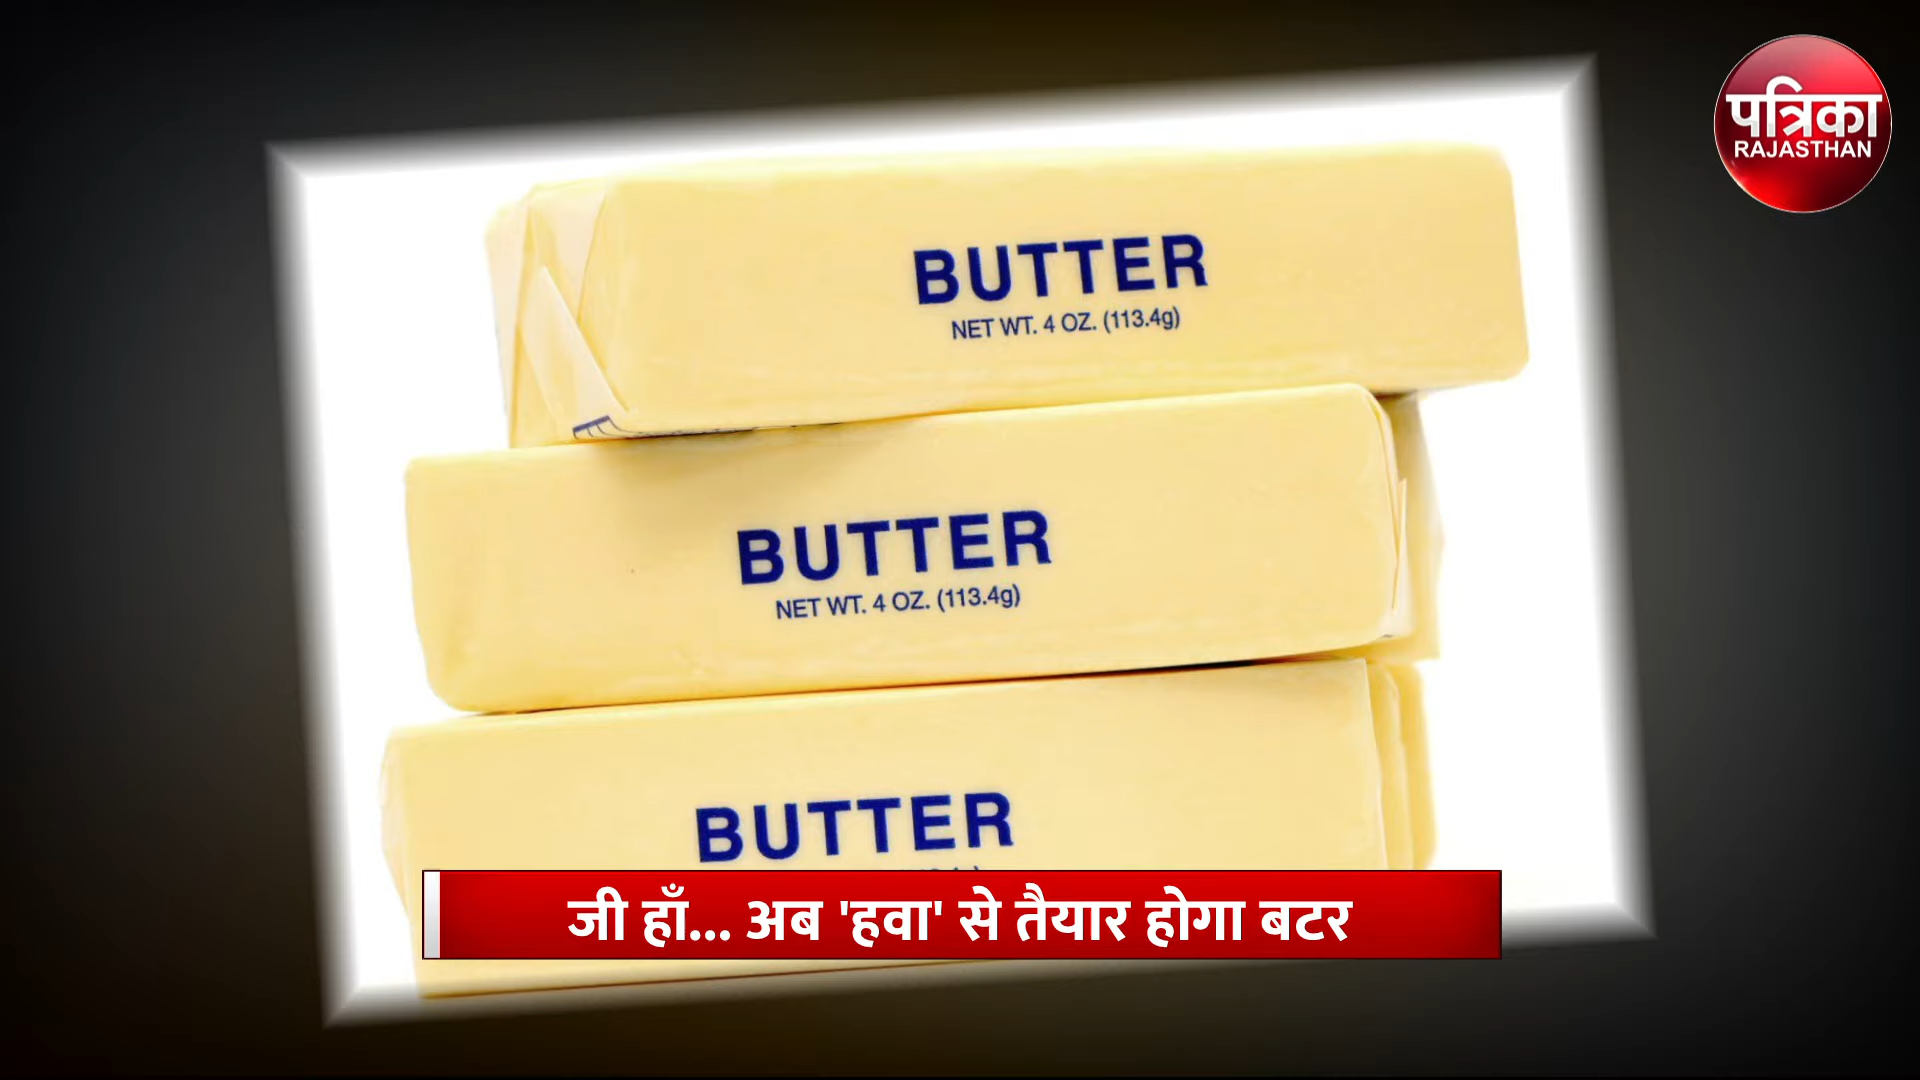 पत्रिका
RAJASTHAN
BUTTER
NET WT. 4 OZ. (113.4g)
BUTTER
NET WT. 4 OZ. (113.4g)
BUTTER
जी हाँ... अब 'हवा' से तैयार होगा बटर